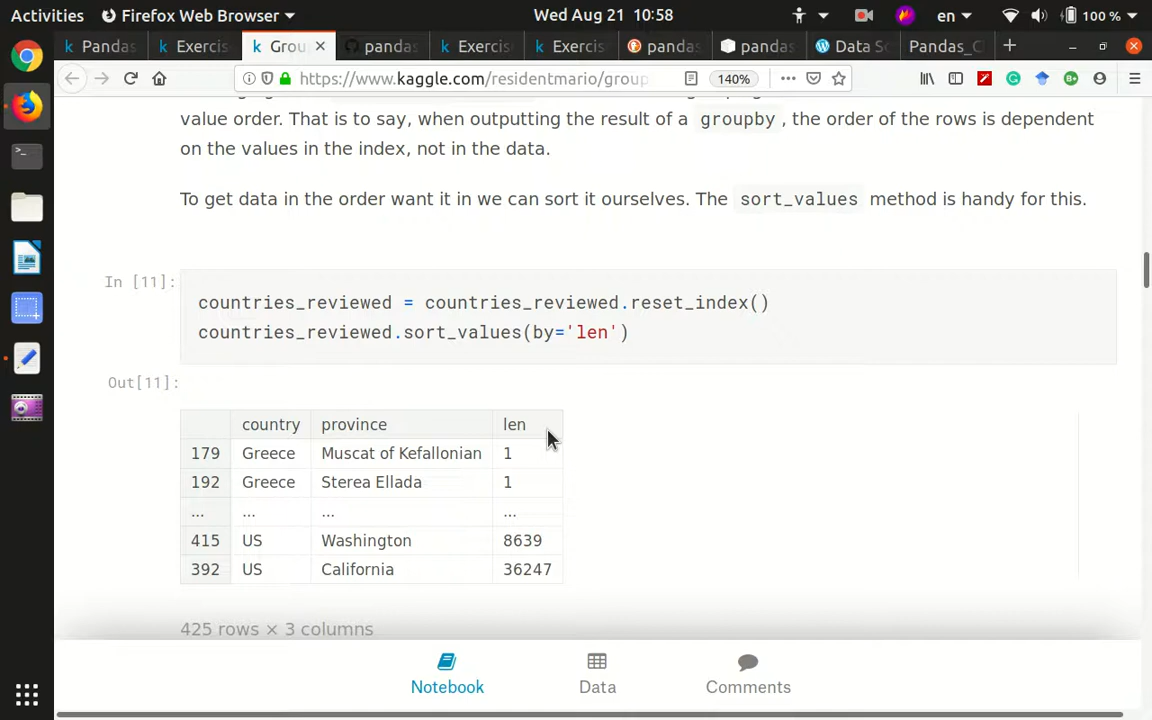 Activities Firefox Web Browser Wed Aug 21 10:58 en 100 %
Pandas Exercis Grou pandas Exercis Exercis pandas pandas Data Sc Pandas_C
https://www.kaggle.com/residentmario/group 140%
value order. That is to say, when outputting the result of a groupby , the order of the rows is dependent
on the values in the index, not in the data.
To get data in the order want it in we can sort it ourselves. The sort_values method is handy for this.
In [11]:
countries_reviewed = countries_reviewed.reset_index()
countries_reviewed.sort_values(by='len')
Out[11]:
country province len
179 Greece Muscat of Kefallonian 1
192 Greece Sterea Ellada 1
... ... ... ...
415 US Washington 8639
392 US California 36247
425 rows × 3 columns
Notebook Data Comments